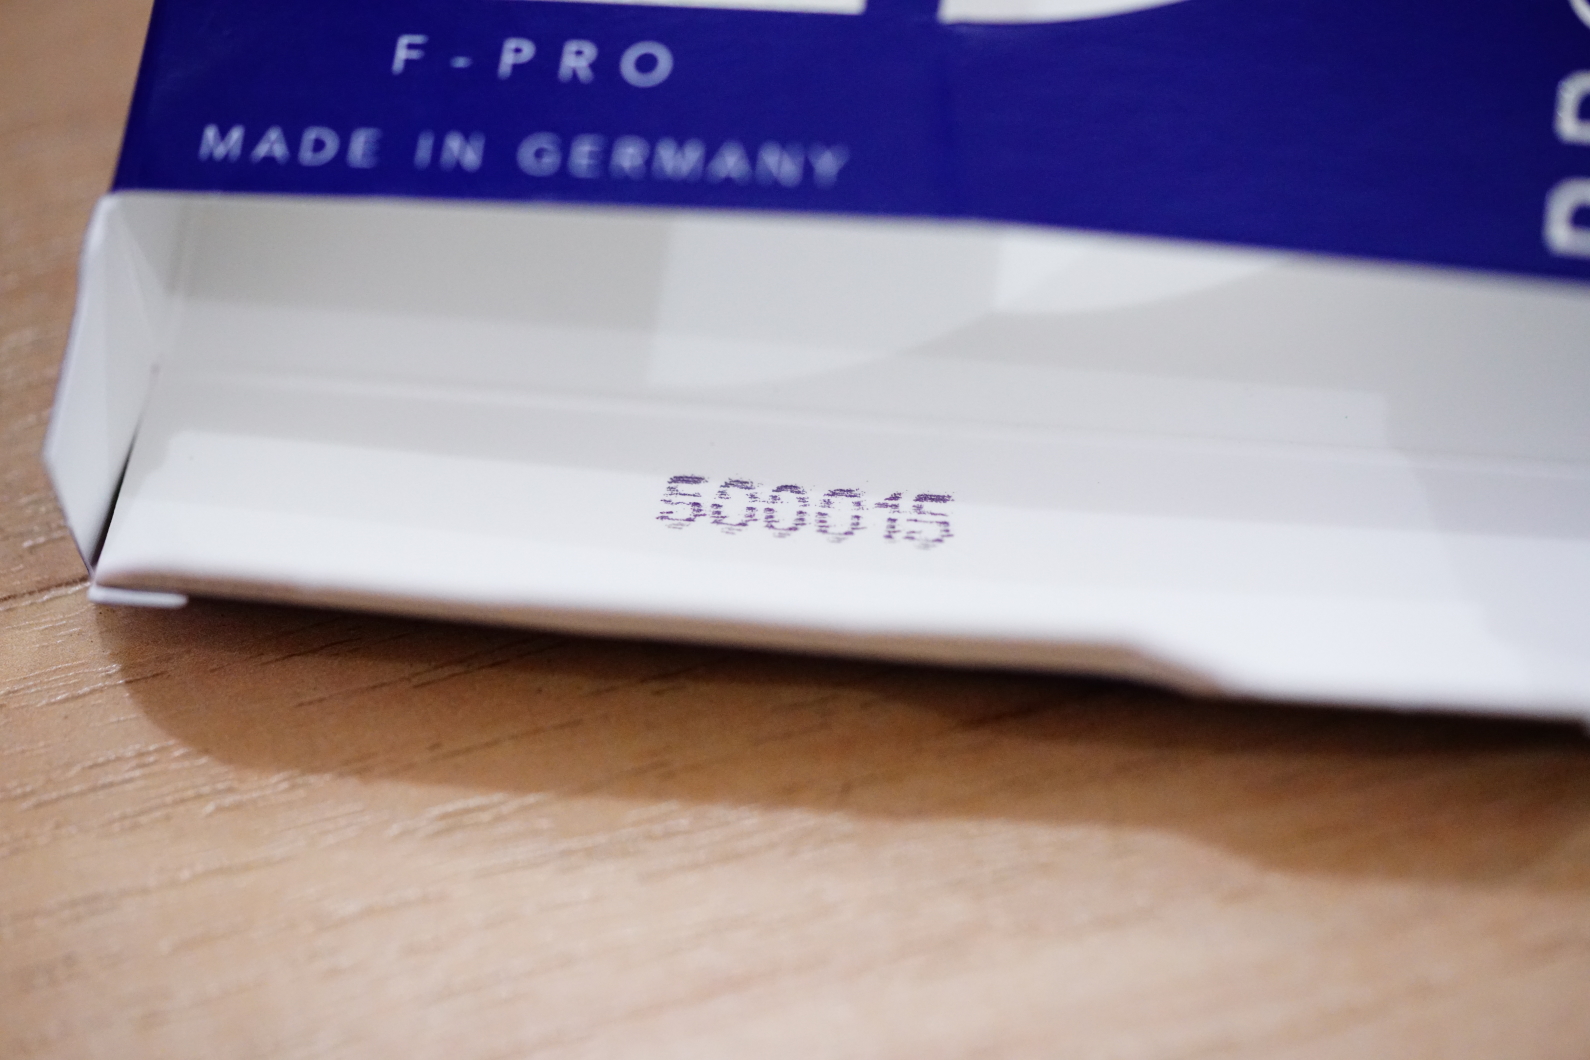 F-PRO
MADE IN GERMANY
500015